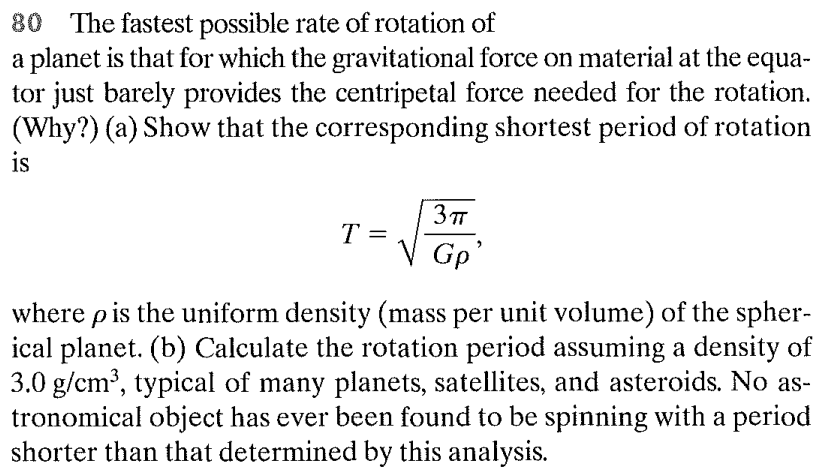 80 The fastest possible rate of rotation of
a planet is that for which the gravitational force on material at the equa-
tor just barely provides the centripetal force needed for the rotation.
(Why?) (a) Show that the corresponding shortest period of rotation
is
T = √(3π/Gρ),
where ρ is the uniform density (mass per unit volume) of the spher-
ical planet. (b) Calculate the rotation period assuming a density of
3.0 g/cm³, typical of many planets, satellites, and asteroids. No as-
tronomical object has ever been found to be spinning with a period
shorter than that determined by this analysis.